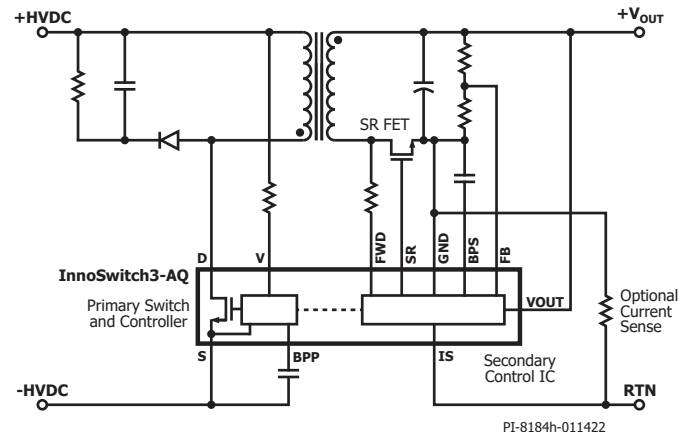 +HVDC
+VOUT
SR FET
D
V
FWD
SR
GND
BPS
FB
InnoSwitch3-AQ
VOUT
Primary Switch
and Controller
Optional
Current
Sense
S
BPP
IS
Secondary
Control IC
-HVDC
RTN
PI-8184h-011422